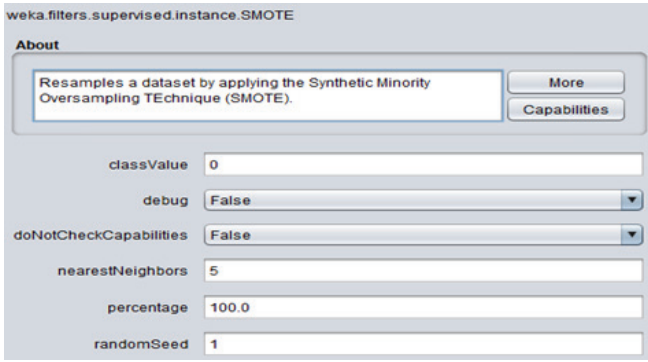 weka.filters.supervised.instance.SMOTE
About
Resamples a dataset by applying the Synthetic Minority
Oversampling TEchnique (SMOTE).
More
Capabilities
classValue 0
debug False
doNotCheckCapabilities False
nearestNeighbors 5
percentage 100.0
randomSeed 1